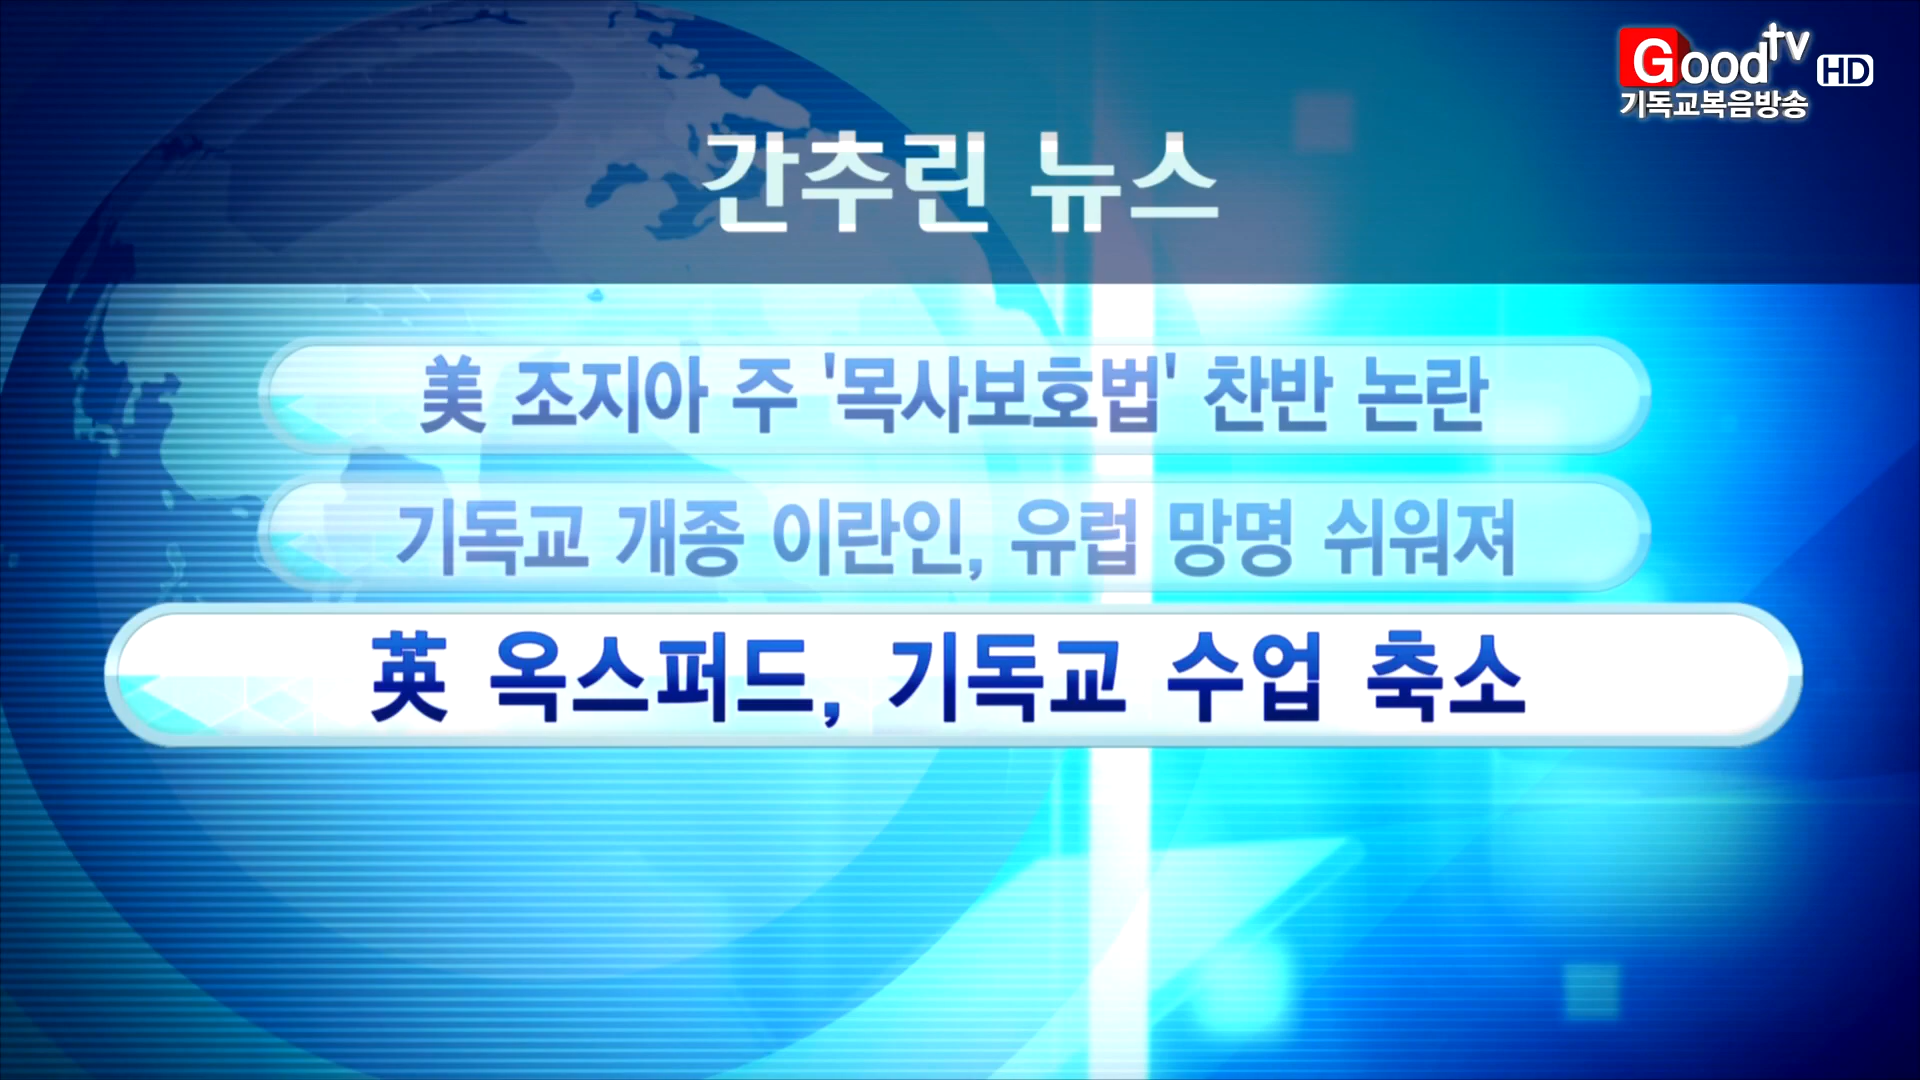 Good tv HD
기독교복음방송
간추린 뉴스
美 조지아 주 '목사보호법' 찬반 논란
기독교 개종 이란인, 유럽 망명 쉬워져
英 옥스퍼드, 기독교 수업 축소